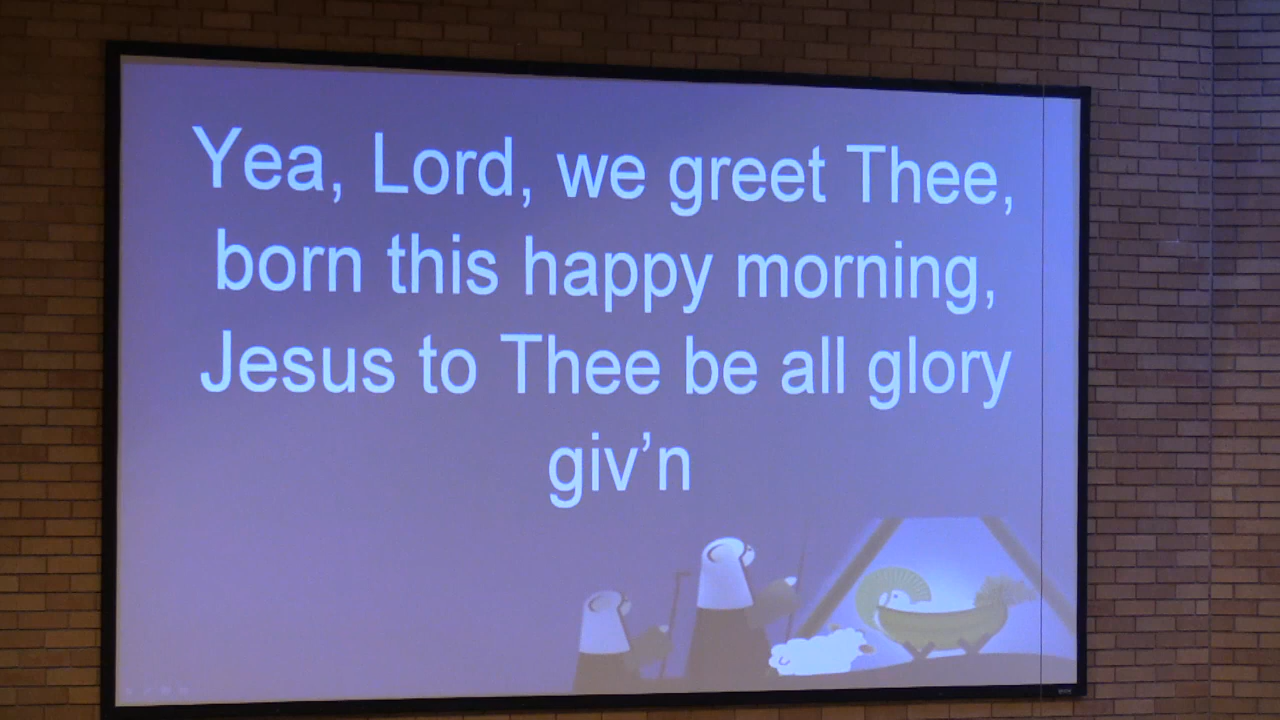 Yea, Lord, we greet Thee,
born this happy morning,
Jesus to Thee be all glory
giv’n